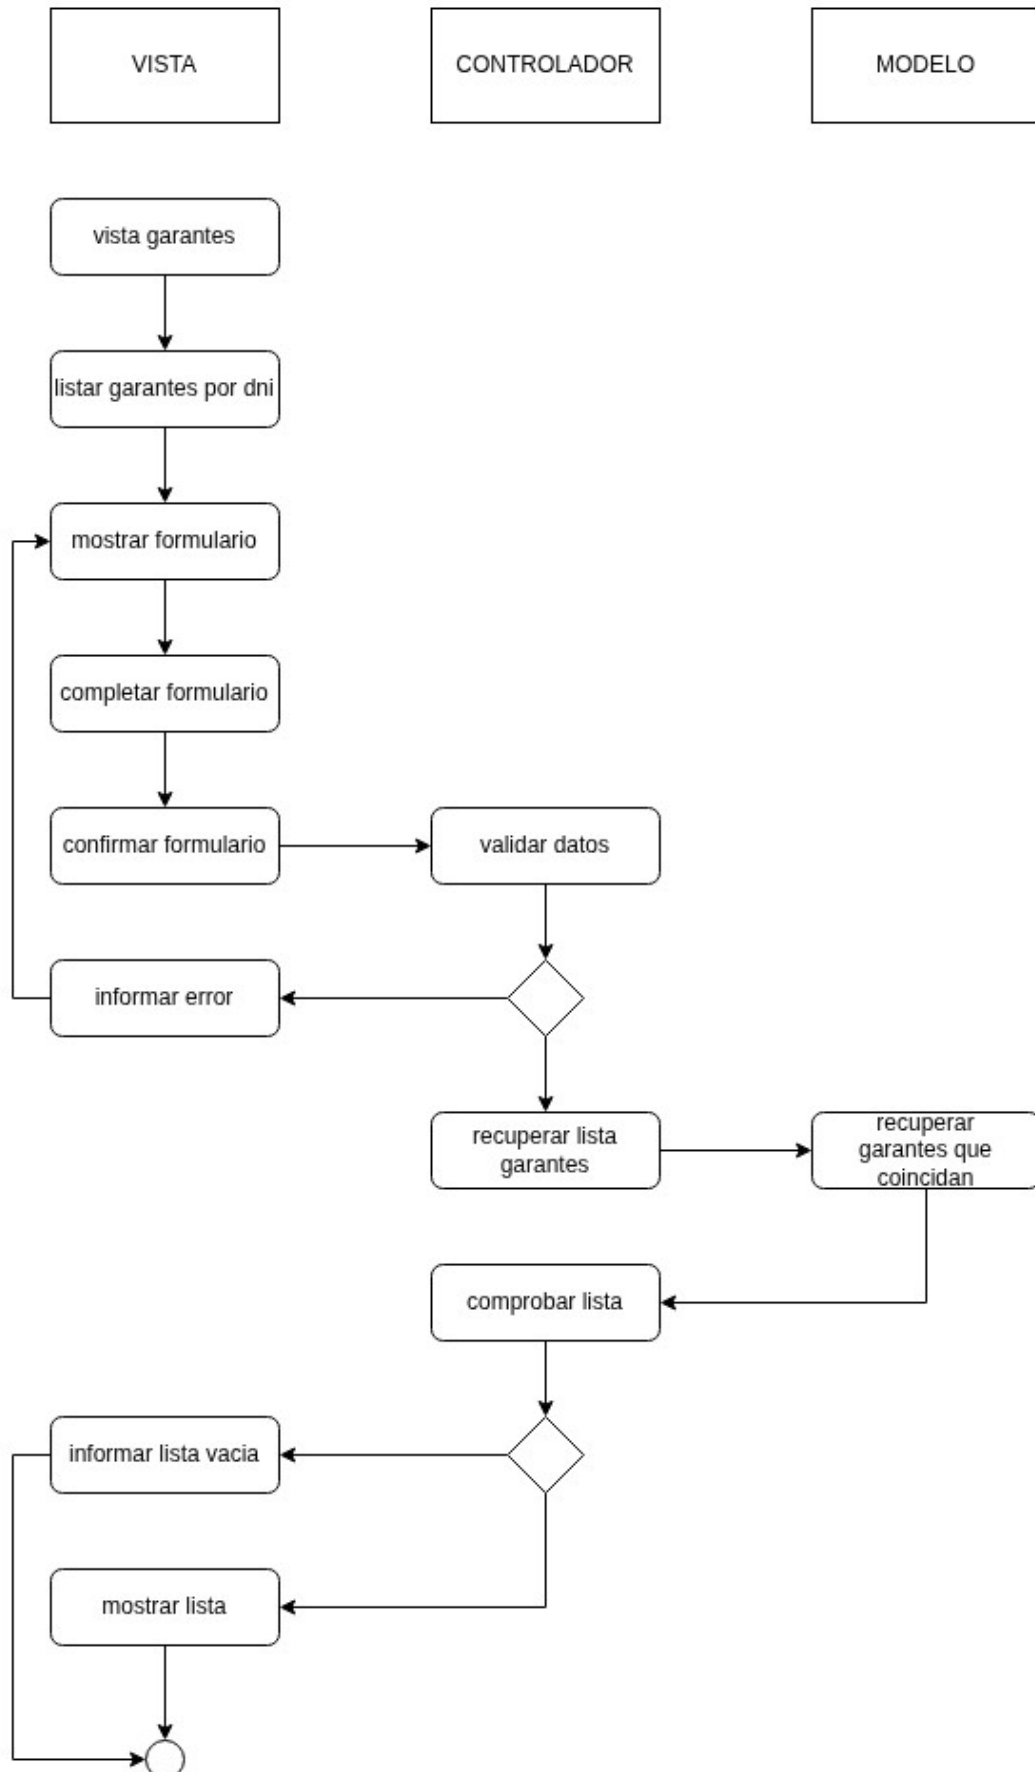 VISTA
CONTROLADOR
MODELO
vista garantes
listar garantes por dni
mostrar formulario
completar formulario
confirmar formulario
validar datos
informar error
recuperar lista
garantes
recuperar
garantes que
coincidan
comprobar lista
informar lista vacia
mostrar lista